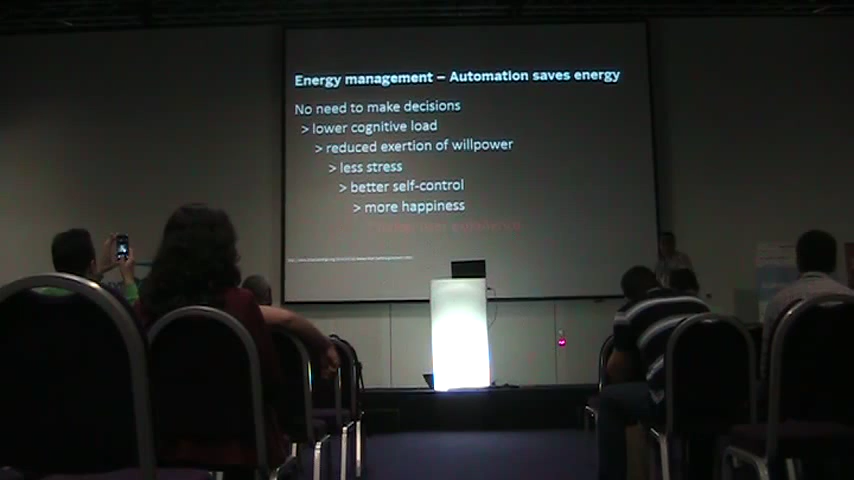 Energy management – Automation saves energy
No need to make decisions
> lower cognitive load
> reduced exertion of willpower
> less stress
> better self-control
> more happiness